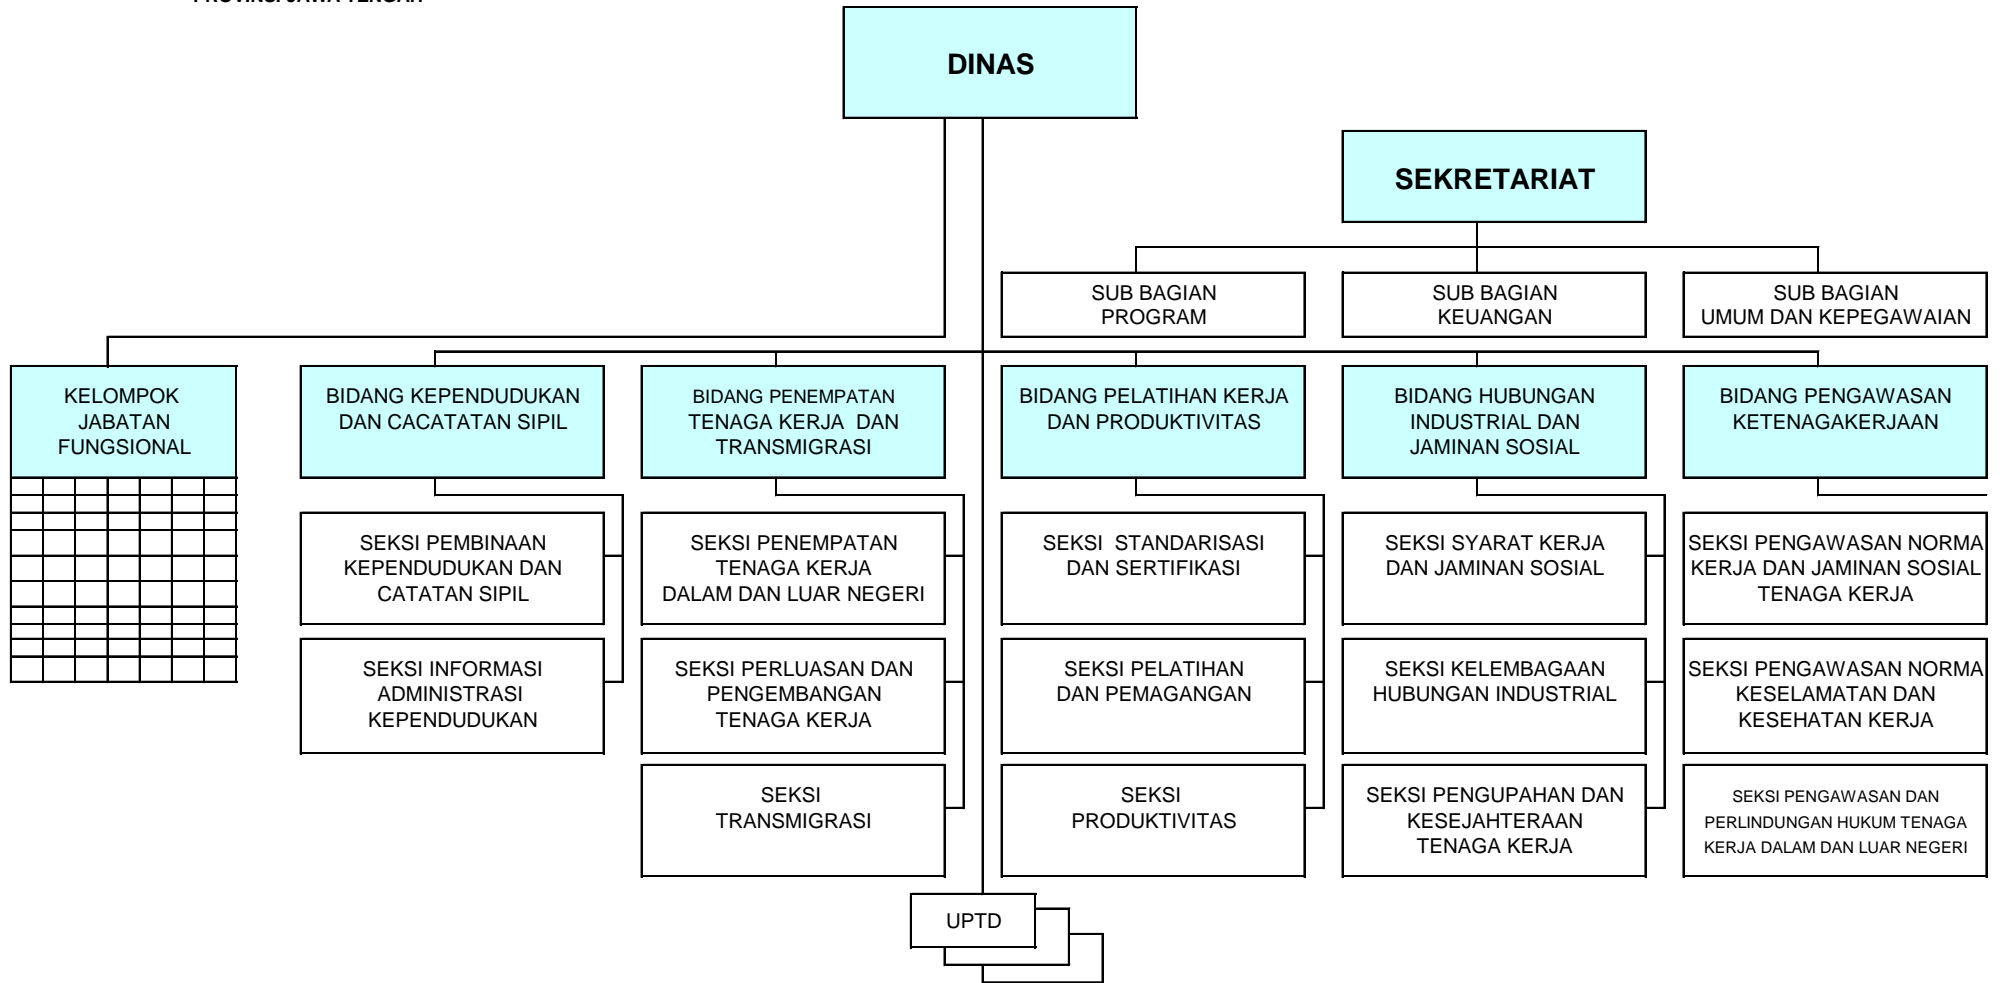 PROVINSI JAWA TENGAH
DINAS
SEKRETARIAT
SUB BAGIAN
PROGRAM
SUB BAGIAN
KEUANGAN
SUB BAGIAN
UMUM DAN KEPEGAWAIAN
KELOMPOK
JABATAN
FUNGSIONAL
BIDANG KEPENDUDUKAN
DAN CACATATAN SIPIL
BIDANG PENEMPATAN
TENAGA KERJA DAN
TRANSMIGRASI
BIDANG PELATIHAN KERJA
DAN PRODUKTIVITAS
BIDANG HUBUNGAN
INDUSTRIAL DAN
JAMINAN SOSIAL
BIDANG PENGAWASAN
KETENAGAKERJAAN
SEKSI PEMBINAAN
KEPENDUDUKAN DAN
CATATAN SIPIL
SEKSI PENEMPATAN
TENAGA KERJA
DALAM DAN LUAR NEGERI
SEKSI STANDARISASI
DAN SERTIFIKASI
SEKSI SYARAT KERJA
DAN JAMINAN SOSIAL
SEKSI PENGAWASAN NORMA
KERJA DAN JAMINAN SOSIAL
TENAGA KERJA
SEKSI INFORMASI
ADMINISTRASI
KEPENDUDUKAN
SEKSI PERLUASAN DAN
PENGEMBANGAN
TENAGA KERJA
SEKSI PELATIHAN
DAN PEMAGANGAN
SEKSI KELEMBAGAAN
HUBUNGAN INDUSTRIAL
SEKSI PENGAWASAN NORMA
KESELAMATAN DAN
KESEHATAN KERJA
SEKSI
TRANSMIGRASI
SEKSI
PRODUKTIVITAS
SEKSI PENGUPAHAN DAN
KESEJAHTERAAN
TENAGA KERJA
SEKSI PENGAWASAN DAN
PERLINDUNGAN HUKUM TENAGA
KERJA DALAM DAN LUAR NEGERI
UPTD